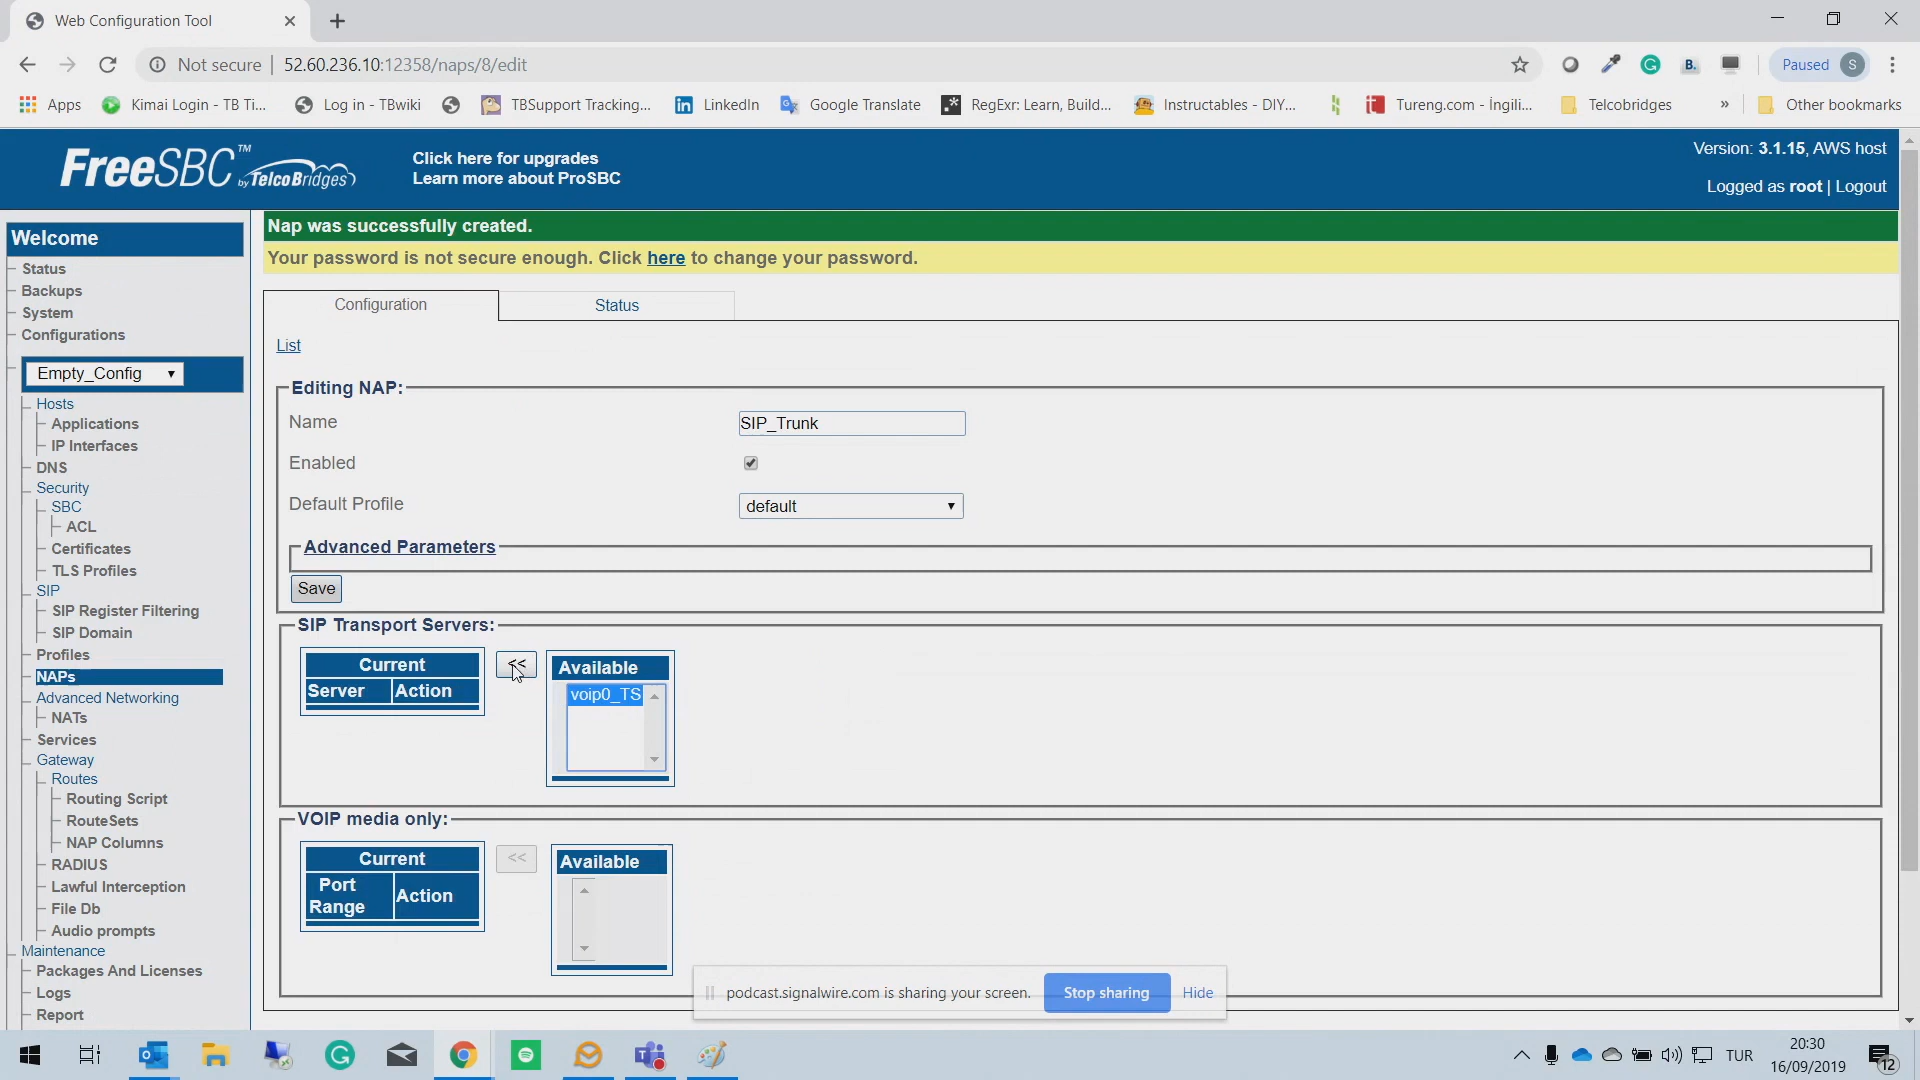 Web Configuration Tool
Not secure | 52.60.236.10:12358/naps/8/edit
Paused S
Apps Kimai Login - TB Ti... Log in - TBwiki TBSupport Tracking... LinkedIn Google Translate RegExr: Learn, Build... Instructables - DIY... Tureng.com - İngili... Telcobridges » Other bookmarks
FreeSBC™ by TelcoBridges
Click here for upgrades
Learn more about ProSBC
Version: 3.1.15, AWS host
Logged as root | Logout
Welcome
Status
Backups
System
Configurations
Empty_Config
Hosts
Applications
IP Interfaces
DNS
Security
SBC
ACL
Certificates
TLS Profiles
SIP
SIP Register Filtering
SIP Domain
Profiles
NAPs
Advanced Networking
NATs
Services
Gateway
Routes
Routing Script
RouteSets
NAP Columns
RADIUS
Lawful Interception
File Db
Audio prompts
Maintenance
Packages And Licenses
Logs
Report
Nap was successfully created.
Your password is not secure enough. Click here to change your password.
Configuration Status
List
Editing NAP:
Name SIP_Trunk
Enabled
Default Profile default
Advanced Parameters
Save
SIP Transport Servers:
Current
Server Action
<<
Available
voip0_TS
VOIP media only:
Current
Port Range Action
<<
Available
podcast.signalwire.com is sharing your screen. Stop sharing Hide
TUR
20:30
16/09/2019
12